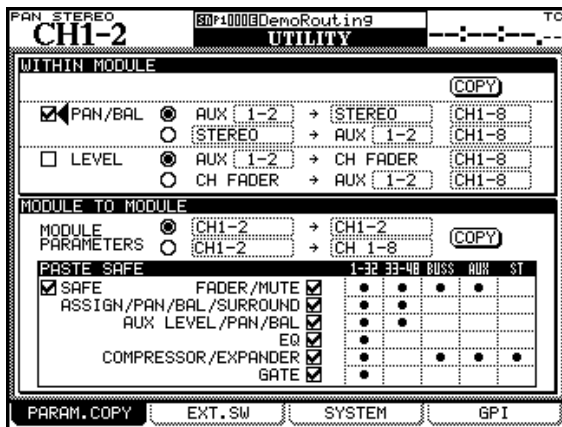 PAN STEREO
CH1-2
P1000DemoRouting
UTILITY
TC
--:--:--.--
WITHIN MODULE
COPY
PAN/BAL AUX 1-2 → STEREO CH1-8
STEREO → AUX 1-2 CH1-8
LEVEL AUX 1-2 → CH FADER CH1-8
CH FADER → AUX 1-2 CH1-8
MODULE TO MODULE
MODULE PARAMETERS
CH1-2 → CH1-2
CH1-2 → CH 1-8
COPY
PASTE SAFE 1-32 33-48 BUSS AUX ST
SAFE FADER/MUTE
ASSIGN/PAN/BAL/SURROUND
AUX LEVEL/PAN/BAL
EQ
COMPRESSOR/EXPANDER
GATE
PARAM.COPY EXT.SW SYSTEM GPI